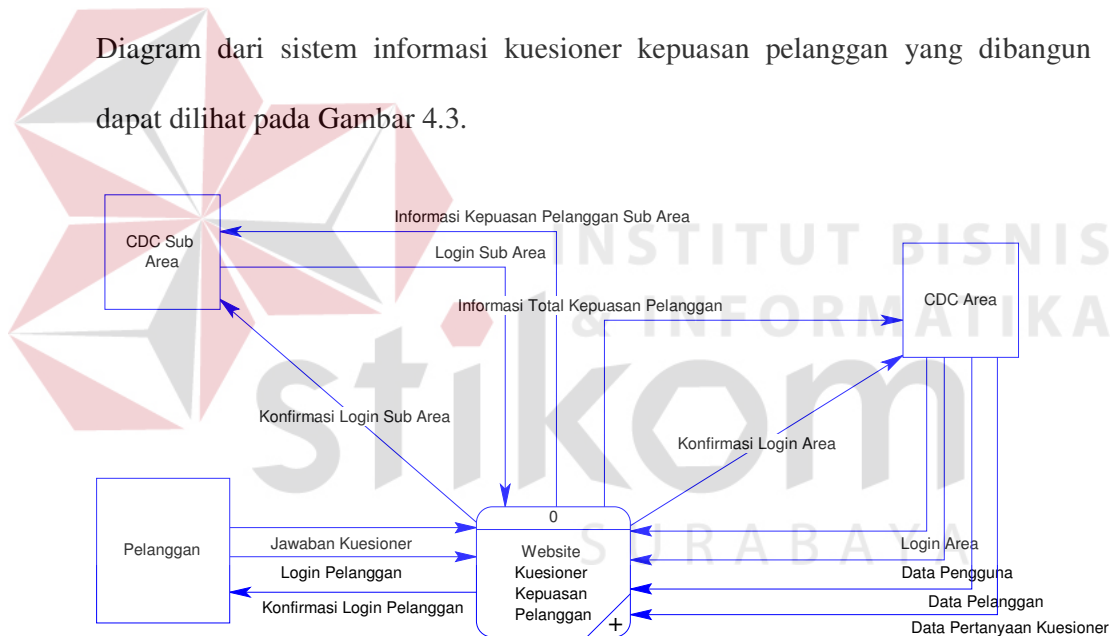 Diagram dari sistem informasi kuesioner kepuasan pelanggan yang dibangun
dapat dilihat pada Gambar 4.3.
INSTITUT BISNIS
& INFORMATIKA
stikom
SURABAYA
CDC Sub
Area
Informasi Kepuasan Pelanggan Sub Area
Login Sub Area
Informasi Total Kepuasan Pelanggan
CDC Area
Konfirmasi Login Sub Area
Konfirmasi Login Area
Pelanggan
Jawaban Kuesioner
Login Pelanggan
Konfirmasi Login Pelanggan
0
Website
Kuesioner
Kepuasan
Pelanggan
+
Login Area
Data Pengguna
Data Pelanggan
Data Pertanyaan Kuesioner